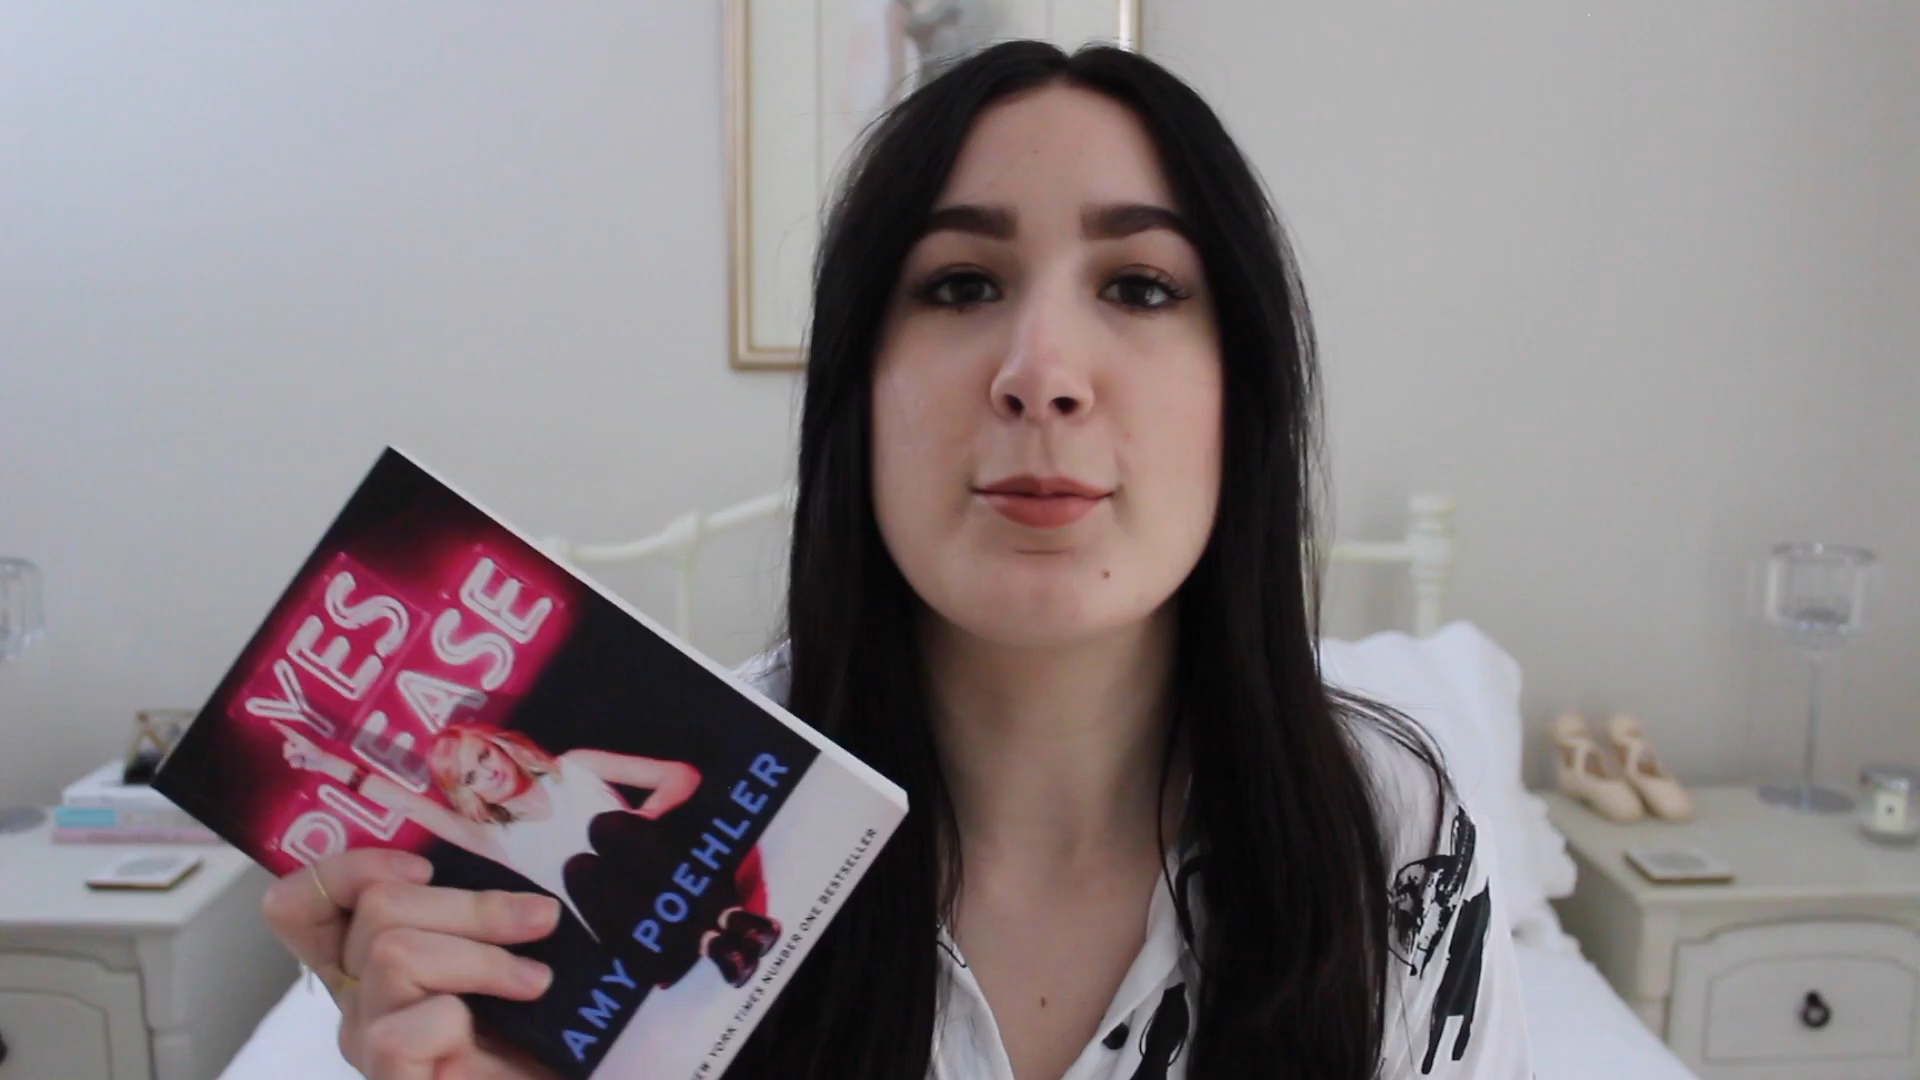 YES
PLEASE
AMY POEHLER
NEW YORK TIMES NUMBER ONE BESTSELLER